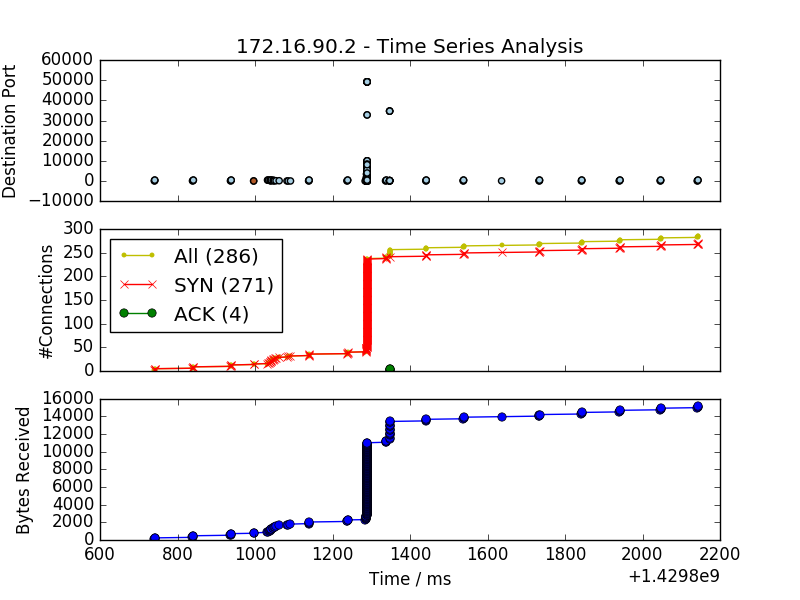 172.16.90.2 - Time Series Analysis
Destination Port
60000
50000
40000
30000
20000
10000
0
−10000
#Connections
300
250
200
150
100
50
0
All (286)
SYN (271)
ACK (4)
Bytes Received
16000
14000
12000
10000
8000
6000
4000
2000
0
600 800 1000 1200 1400 1600 1800 2000 2200
Time / ms
+1.4298e9